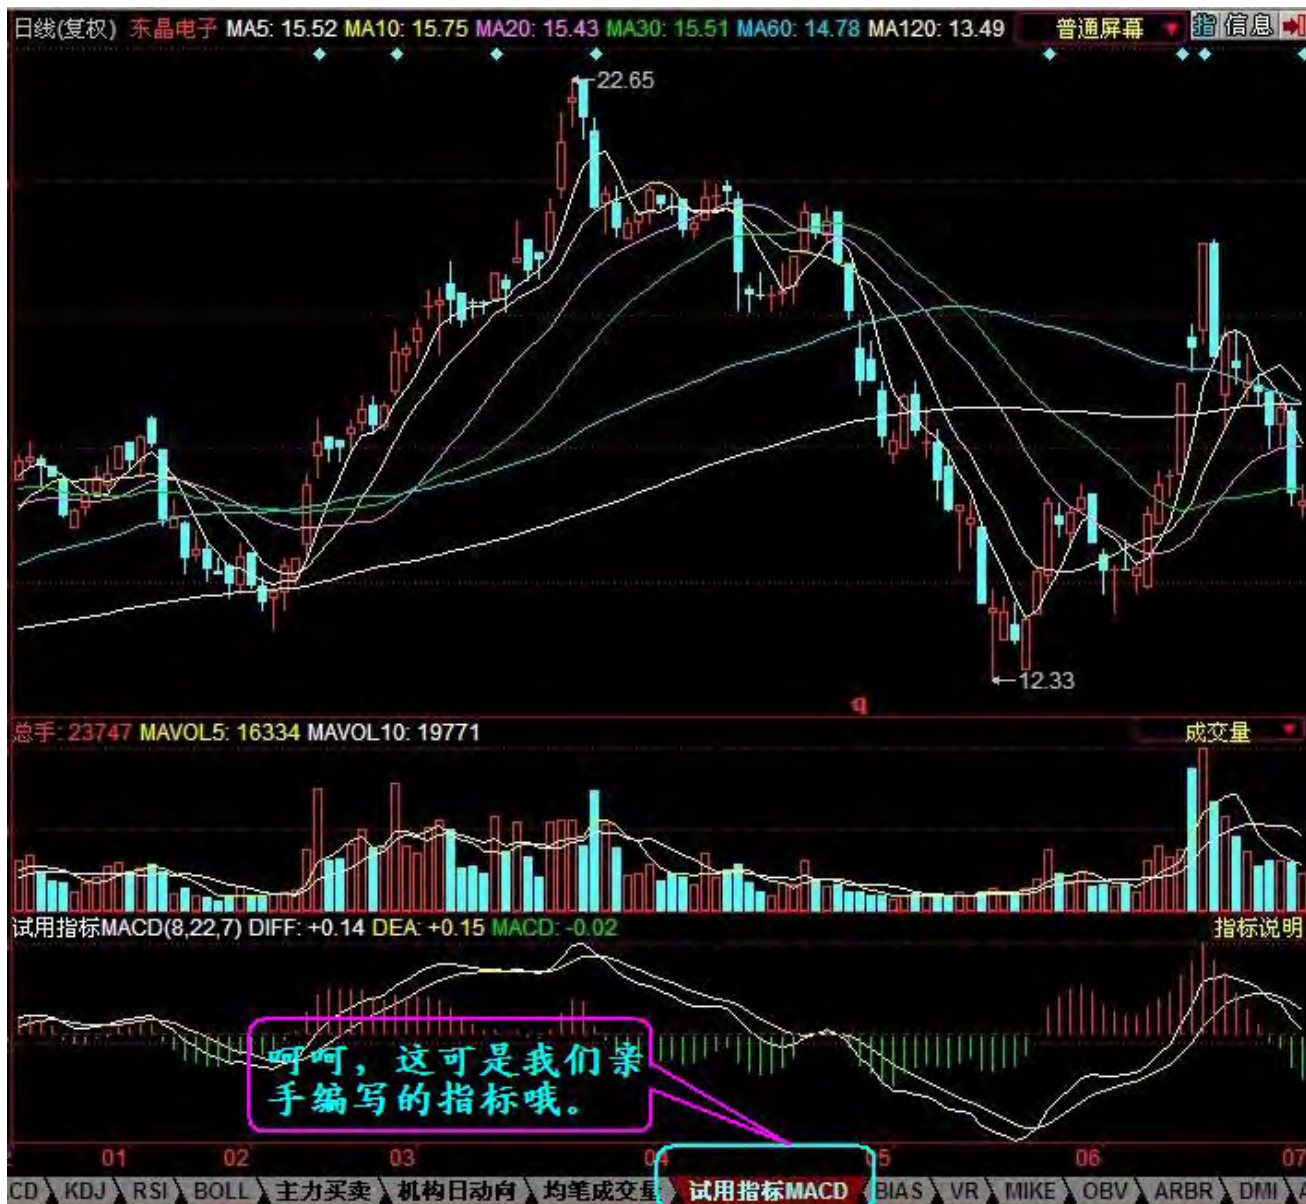 日线(复权) 东晶电子 MA5: 15.52 MA10: 15.75 MA20: 15.43 MA30: 15.51 MA60: 14.78 MA120: 13.49 普通屏幕 指 信息
22.65
12.33
q
总手: 23747 MAVOL5: 16334 MAVOL10: 19771 成交量
试用指标MACD(8,22,7) DIFF: +0.14 DEA: +0.15 MACD: -0.02 指标说明
呵呵，这可是我们亲
手编写的指标哦。
01 02 03 04 05 06 07
CD KDJ RSI BOLL 主力买卖 机构日动向 均笔成交量 试用指标MACD BIAS VR MIKE OBV ARBR DMI